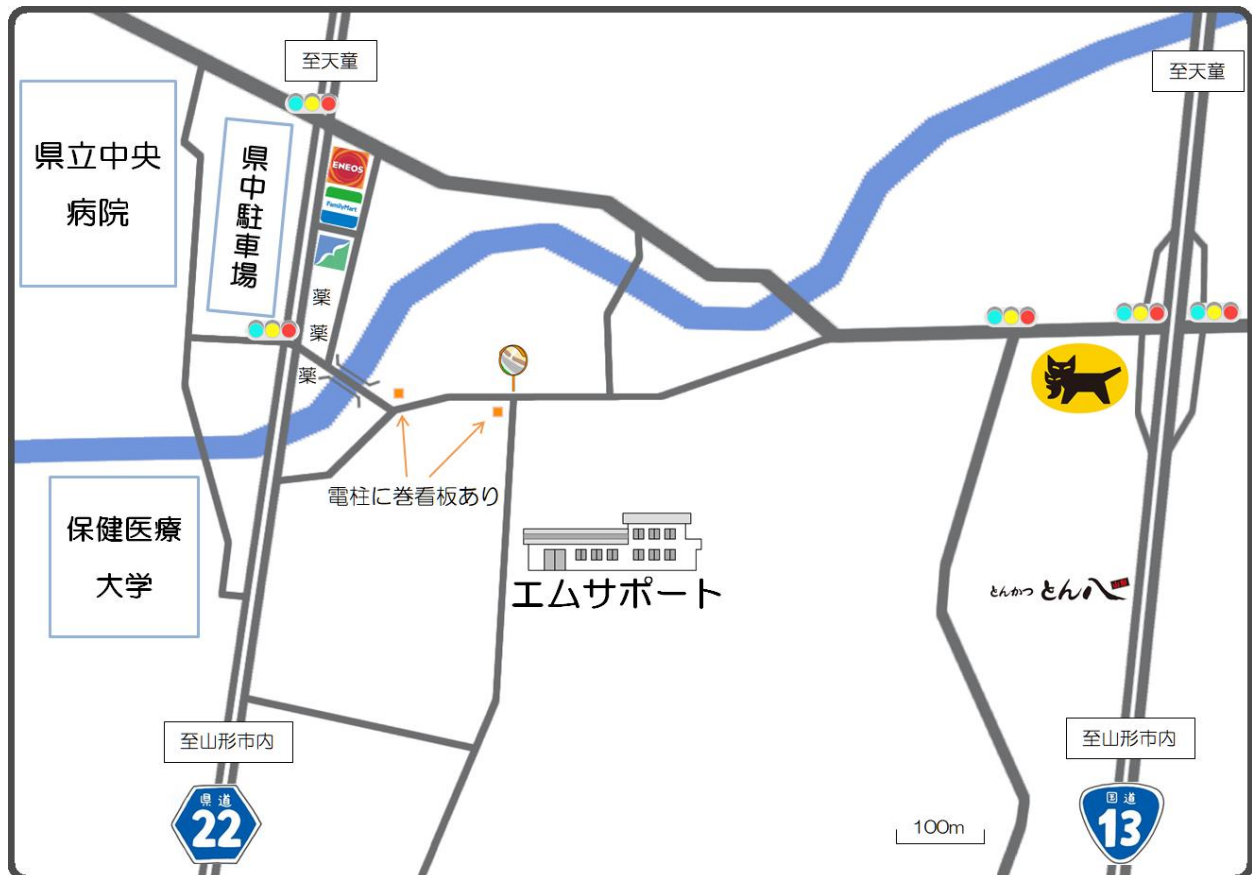 至天童
至天童
県立中央
病院
県中駐車場
ENEOS
FamilyMart
薬
薬
薬
電柱に巻看板あり
保健医療
大学
エムサポート
とんかつ とん八
至山形市内
至山形市内
県道
22
国道
13
100m